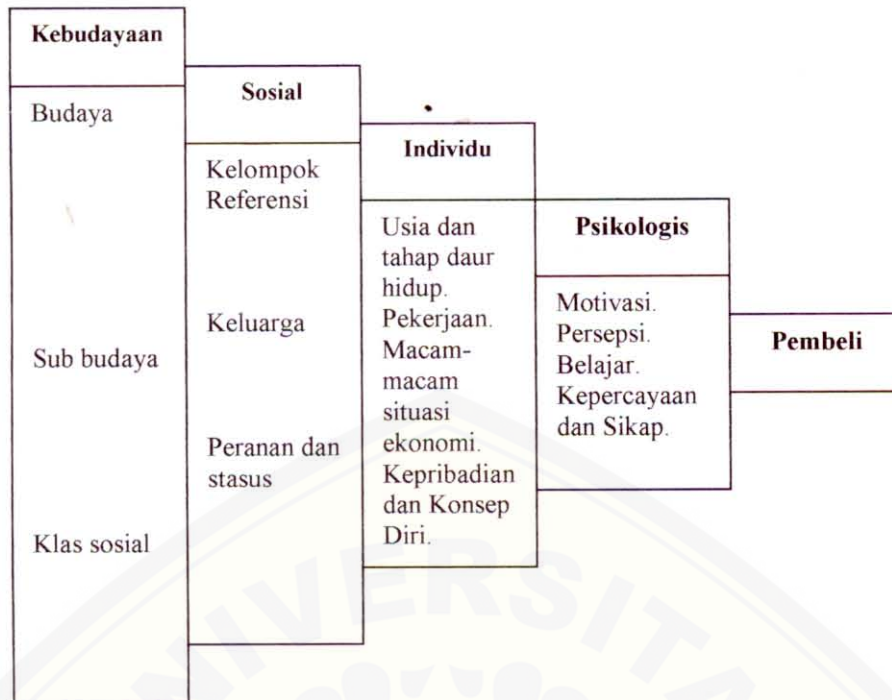 Kebudayaan
Budaya
Sub budaya
Klas sosial
Sosial
Kelompok
Referensi
Keluarga
Peranan dan
stasus
Individu
Usia dan
tahap daur
hidup.
Pekerjaan.
Macam-
macam
situasi
ekonomi.
Kepribadian
dan Konsep
Diri.
Psikologis
Motivasi.
Persepsi.
Belajar.
Kepercayaan
dan Sikap.
Pembeli
UNIVERSITA